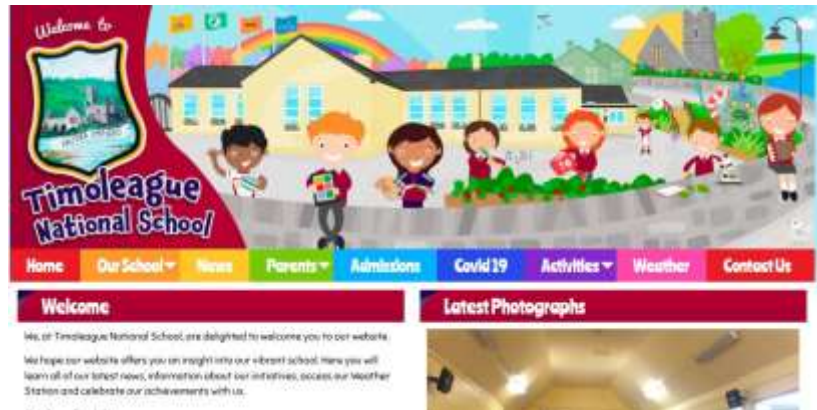 Welcome to
Timoleague
National School
Home Our School News Parents Admissions Covid 19 Activities Weather Contact Us
Welcome
Latest Photographs
We, at Timoleague National School, are delighted to welcome you to our website.
We hope our website offers you an insight into our vibrant school. Here you will
learn all of our latest news, information about our initiatives, access our Weather
Station and celebrate our achievements with us.